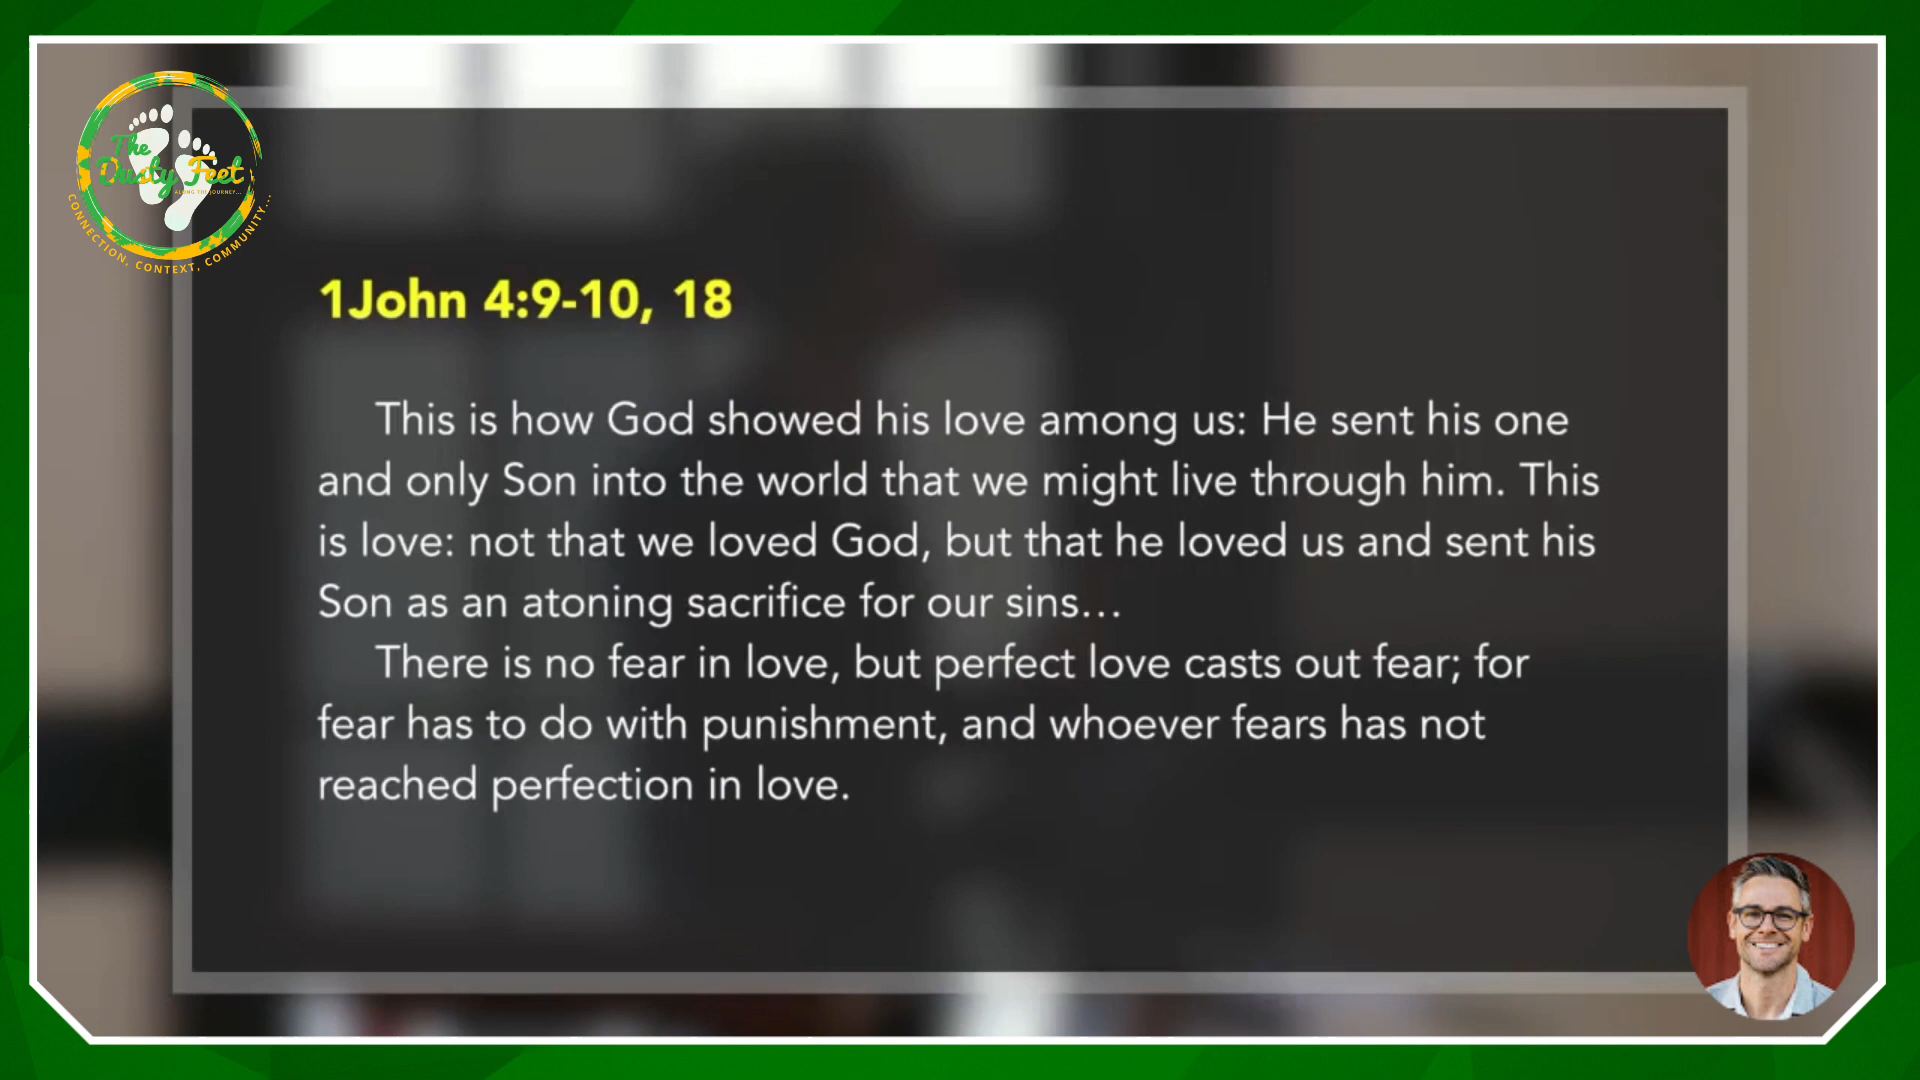 The
Dusty Feet
ALONG THE JOURNEY...
CONNECTION, CONTEXT, COMMUNITY...
1John 4:9-10, 18
This is how God showed his love among us: He sent his one
and only Son into the world that we might live through him. This
is love: not that we loved God, but that he loved us and sent his
Son as an atoning sacrifice for our sins…
There is no fear in love, but perfect love casts out fear; for
fear has to do with punishment, and whoever fears has not
reached perfection in love.